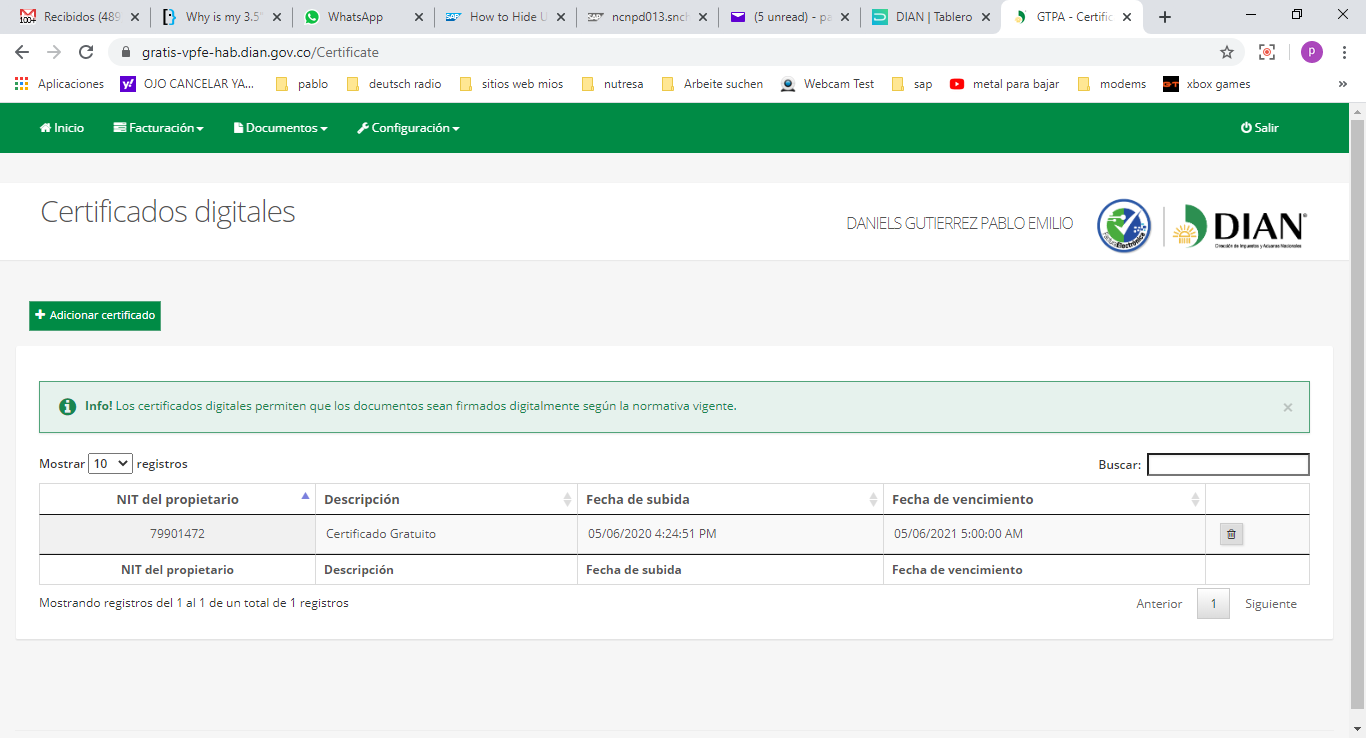 100+ Recibidos (489 Why is my 3.5" WhatsApp SAP How to Hide U SAP ncnpd013.snch (5 unread) - pa DIAN | Tablero GTPA - Certific
gratis-vpfe-hab.dian.gov.co/Certificate P
Aplicaciones y! OJO CANCELAR YA... pablo deutsch radio sitios web mios nutresa Arbeite suchen Webcam Test sap metal para bajar modems GT xbox games »
Inicio Facturación Documentos Configuración Salir
Certificados digitales
DANIELS GUTIERREZ PABLO EMILIO
Factura Electrónica
DIAN
Dirección de Impuestos y Aduanas Nacionales
+ Adicionar certificado
Info! Los certificados digitales permiten que los documentos sean firmados digitalmente según la normativa vigente. ×
Mostrar 10 registros Buscar:
NIT del propietario Descripción Fecha de subida Fecha de vencimiento
79901472 Certificado Gratuito 05/06/2020 4:24:51 PM 05/06/2021 5:00:00 AM
NIT del propietario Descripción Fecha de subida Fecha de vencimiento
Mostrando registros del 1 al 1 de un total de 1 registros Anterior 1 Siguiente